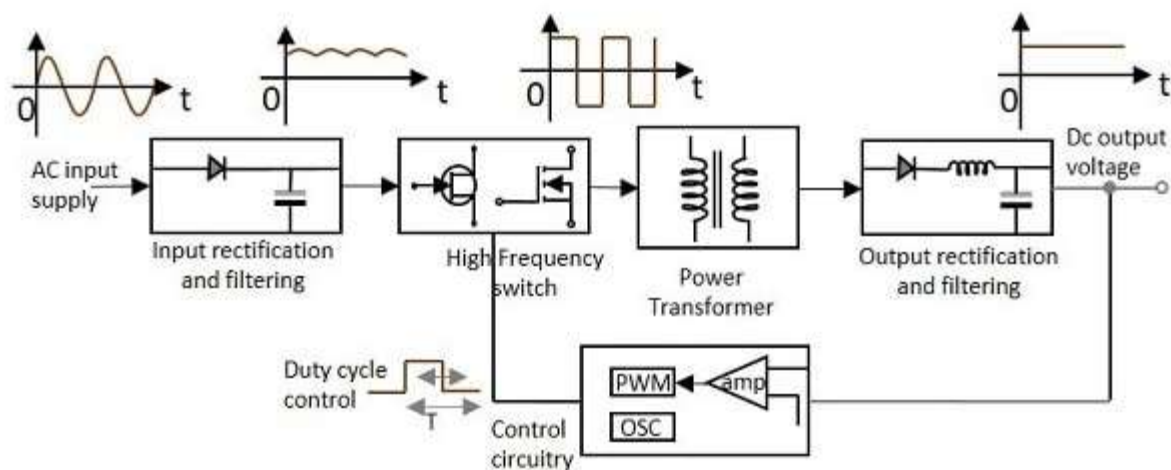 0
t
0
t
0
t
0
t
AC input
supply
Input rectification
and filtering
High Frequency
switch
Power
Transformer
Dc output
voltage
Output rectification
and filtering
Duty cycle
control
T
Control
circuitry
PWM
amp
OSC